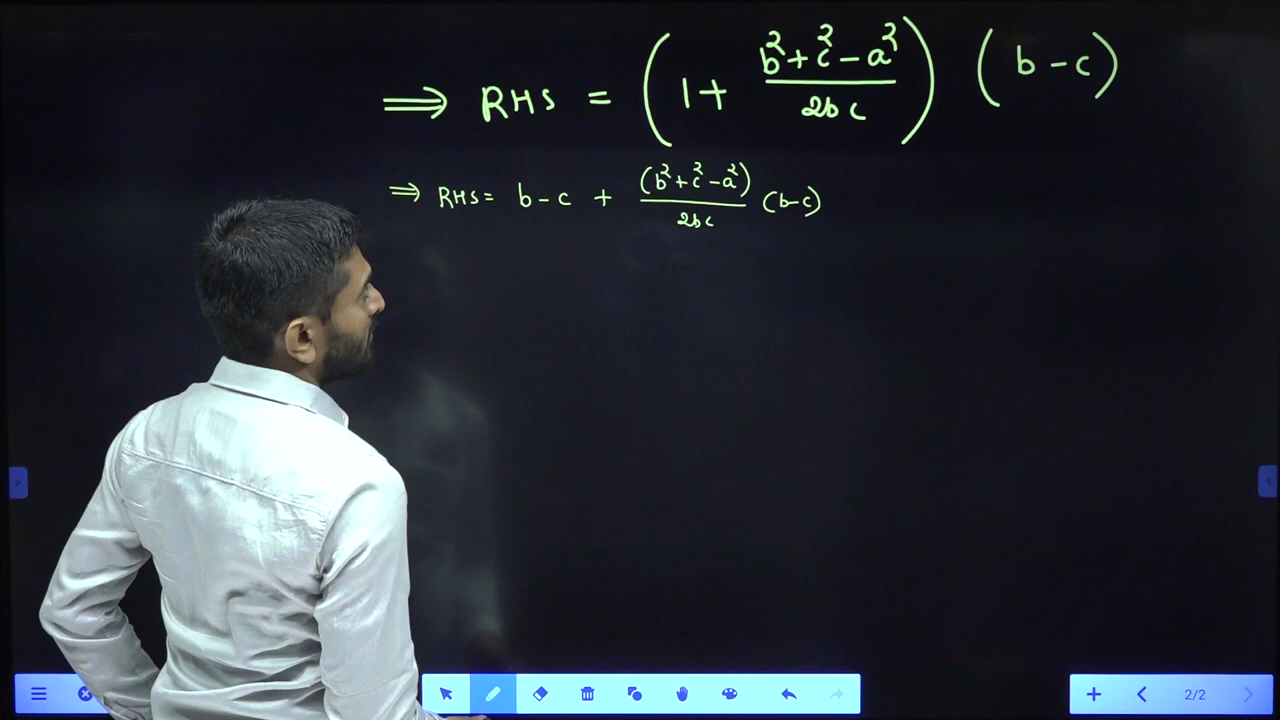 ⇒ RHS = (1 + (b² + c² - a²)/(2bc)) (b - c)
⇒ RHS = b - c + ((b² + c² - a²)/(2bc)) (b - c)
2/2